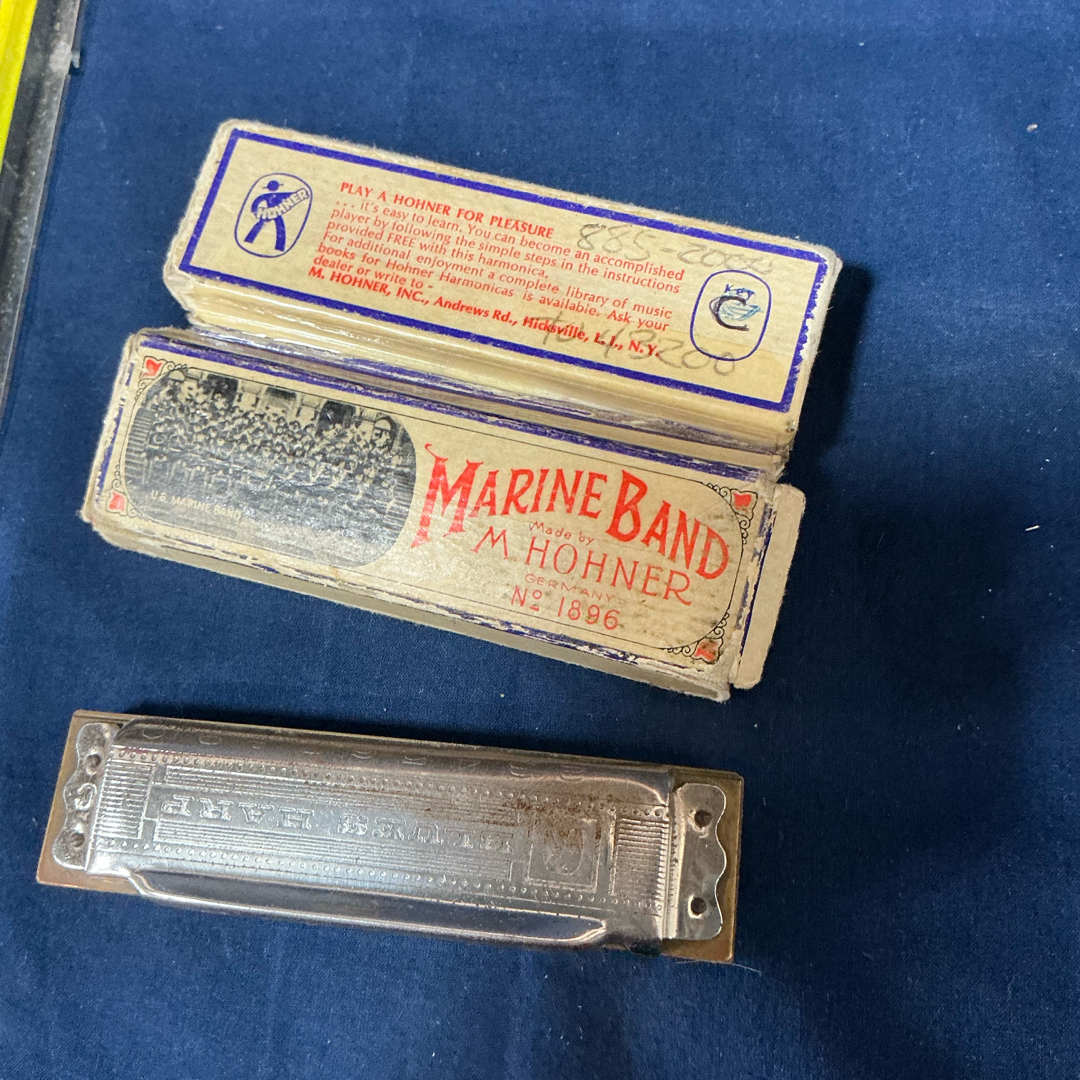 HOHNER
PLAY A HOHNER FOR PLEASURE
. . . it's easy to learn. You can become an accomplished
player by following the simple steps in the instructions
provided FREE with this harmonica.
For additional enjoyment a complete library of music
books for Hohner Harmonicas is available. Ask your
dealer or write to -
M. HOHNER, INC., Andrews Rd., Hicksville, L. I., N. Y.
KEY
C
U.S. MARINE BAND
MARINE BAND
Made by
M. HOHNER
GERMANY
No 1896
BLUES HARP